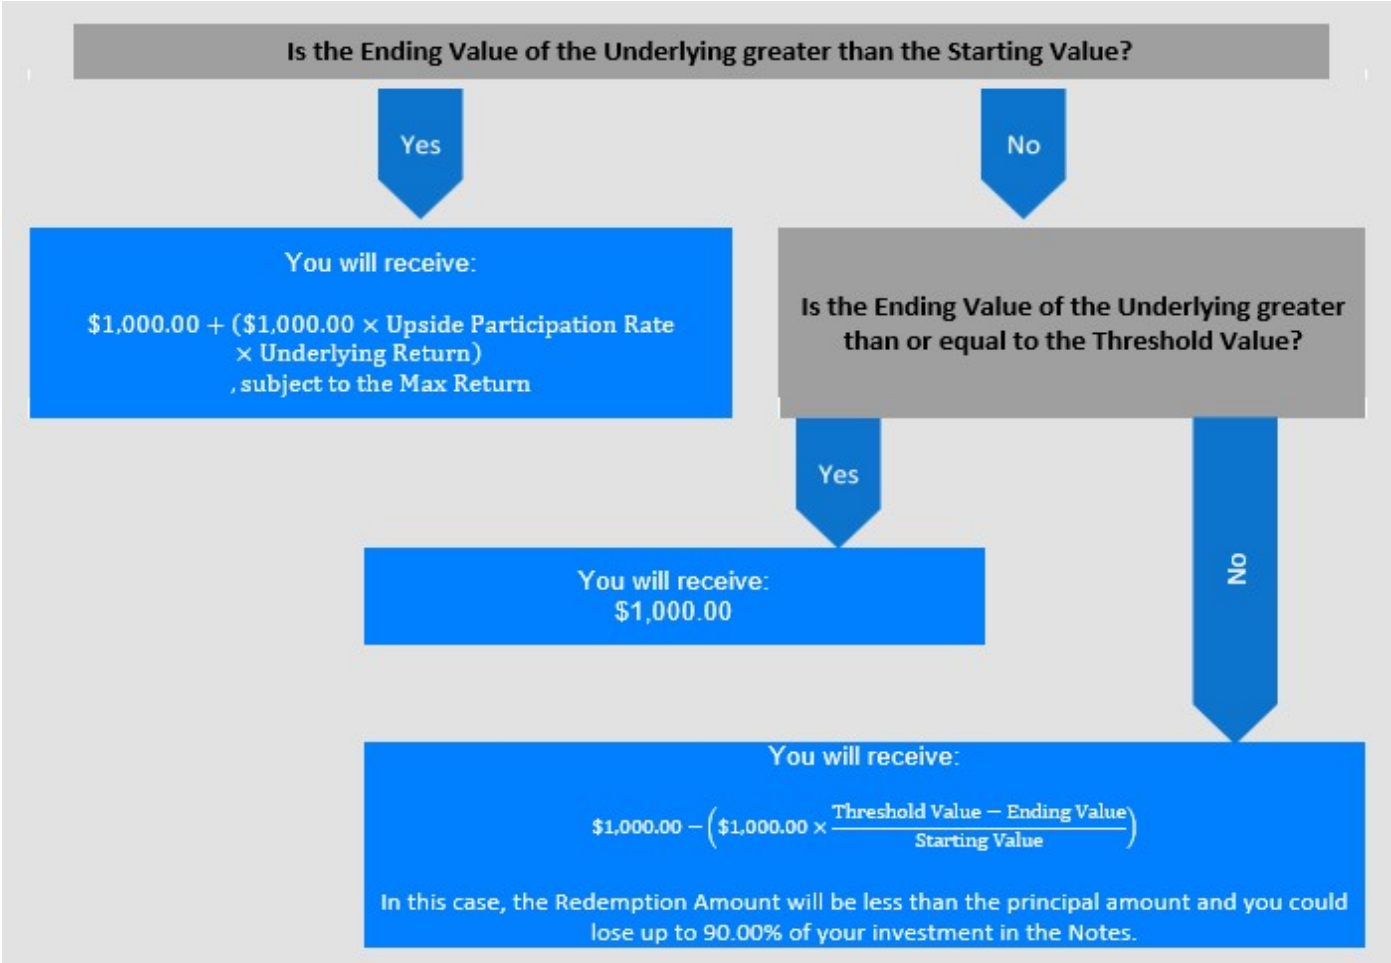 Is the Ending Value of the Underlying greater than the Starting Value?
Yes
No
You will receive:
$1,000.00 + ($1,000.00 × Upside Participation Rate
× Underlying Return)
, subject to the Max Return
Is the Ending Value of the Underlying greater
than or equal to the Threshold Value?
Yes
No
You will receive:
$1,000.00
You will receive:
$1,000.00 − ($1,000.00 × (Threshold Value − Ending Value) / Starting Value)
In this case, the Redemption Amount will be less than the principal amount and you could
lose up to 90.00% of your investment in the Notes.